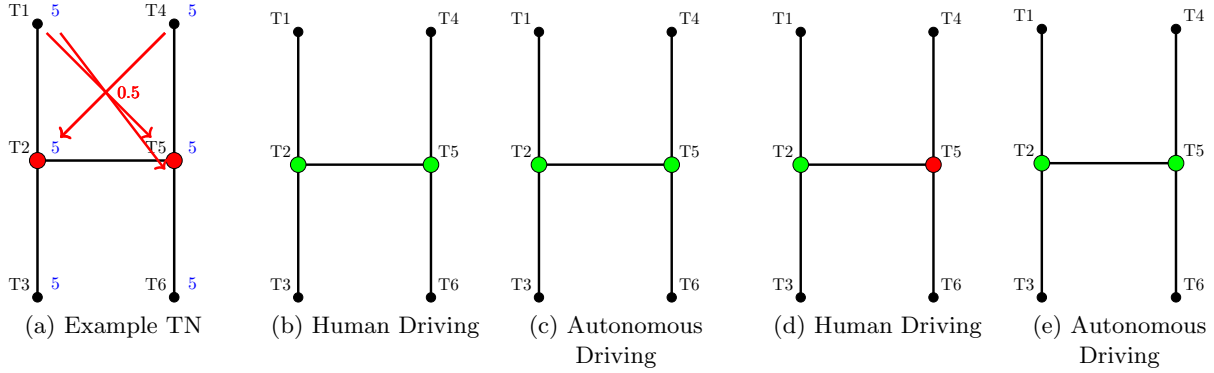 T1 5 T4 5
0.5
T2 5 T5 5
T3 5 T6 5
(a) Example TN
T1 T4
T2 T5
T3 T6
(b) Human Driving
T1 T4
T2 T5
T3 T6
(c) Autonomous
Driving
T1 T4
T2 T5
T3 T6
(d) Human Driving
T1 T4
T2 T5
T3 T6
(e) Autonomous
Driving